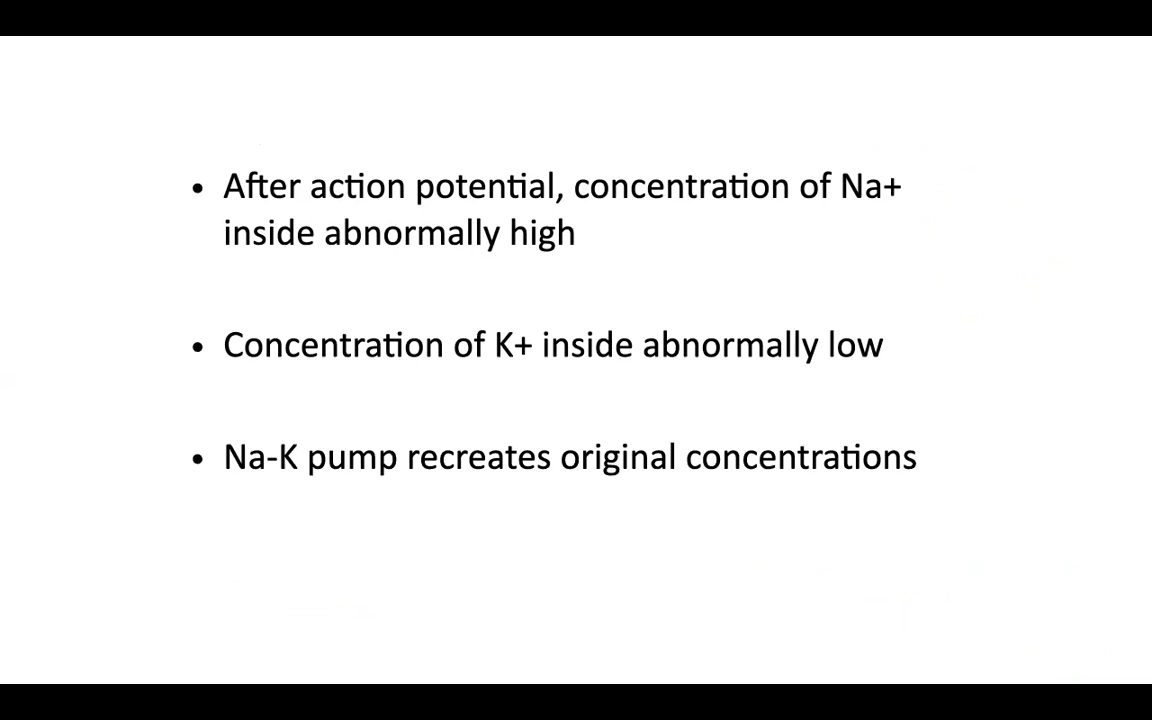 • After action potential, concentration of Na+
inside abnormally high
• Concentration of K+ inside abnormally low
• Na-K pump recreates original concentrations